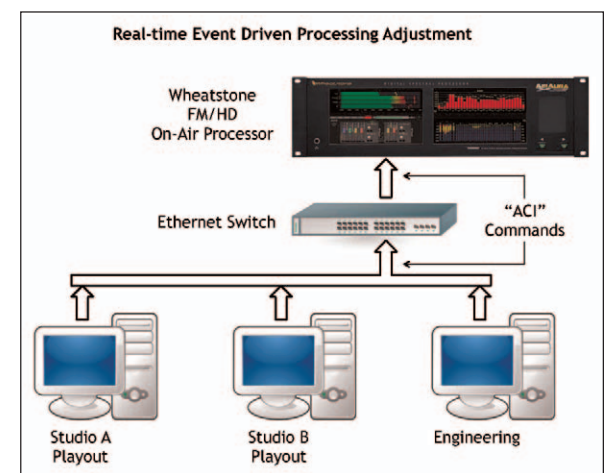 Real-time Event Driven Processing Adjustment
Wheatstone
FM/HD
On-Air Processor
Ethernet Switch
“ACI”
Commands
Studio A
Playout
Studio B
Playout
Engineering